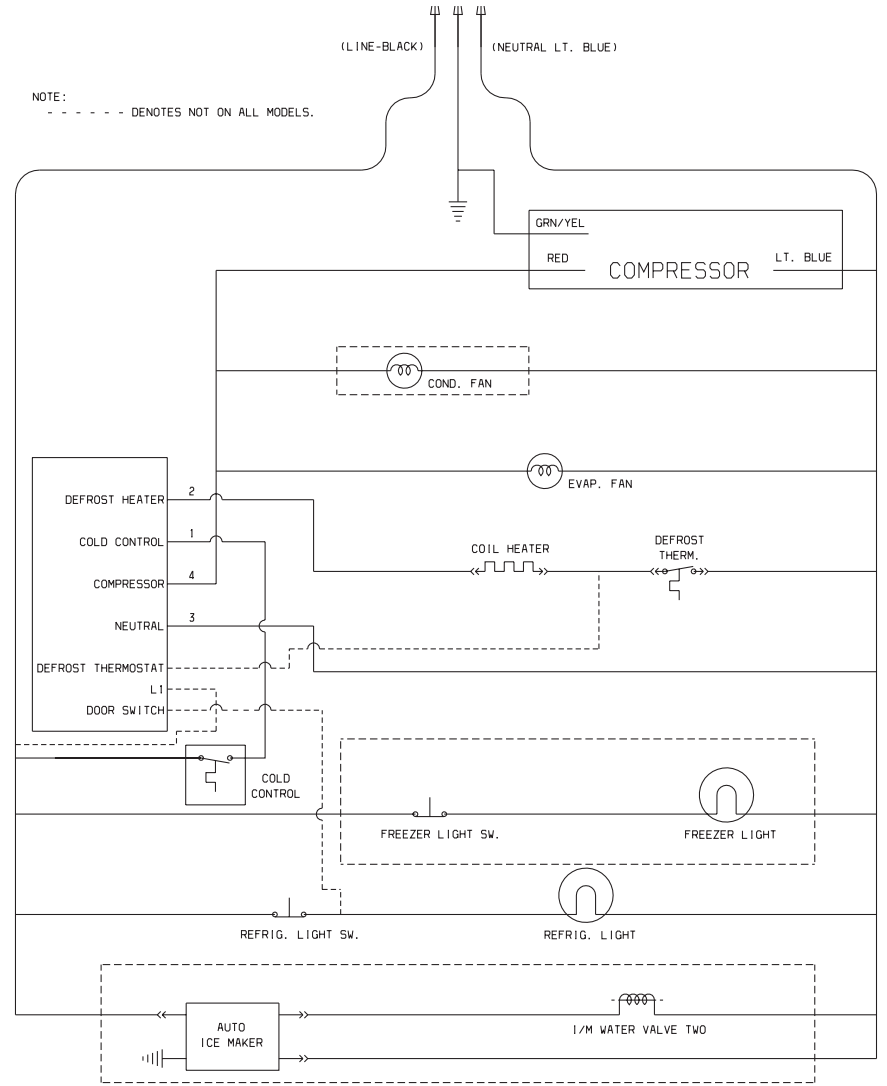 (LINE-BLACK)
(NEUTRAL LT. BLUE)
NOTE:
- - - - - - DENOTES NOT ON ALL MODELS.
GRN/YEL
RED
COMPRESSOR
LT. BLUE
COND. FAN
EVAP. FAN
DEFROST HEATER
2
COLD CONTROL
1
COMPRESSOR
4
NEUTRAL
3
DEFROST THERMOSTAT
L1
DOOR SWITCH
COIL HEATER
DEFROST
THERM.
COLD
CONTROL
FREEZER LIGHT SW.
FREEZER LIGHT
REFRIG. LIGHT SW.
REFRIG. LIGHT
AUTO
ICE MAKER
I/M WATER VALVE TWO